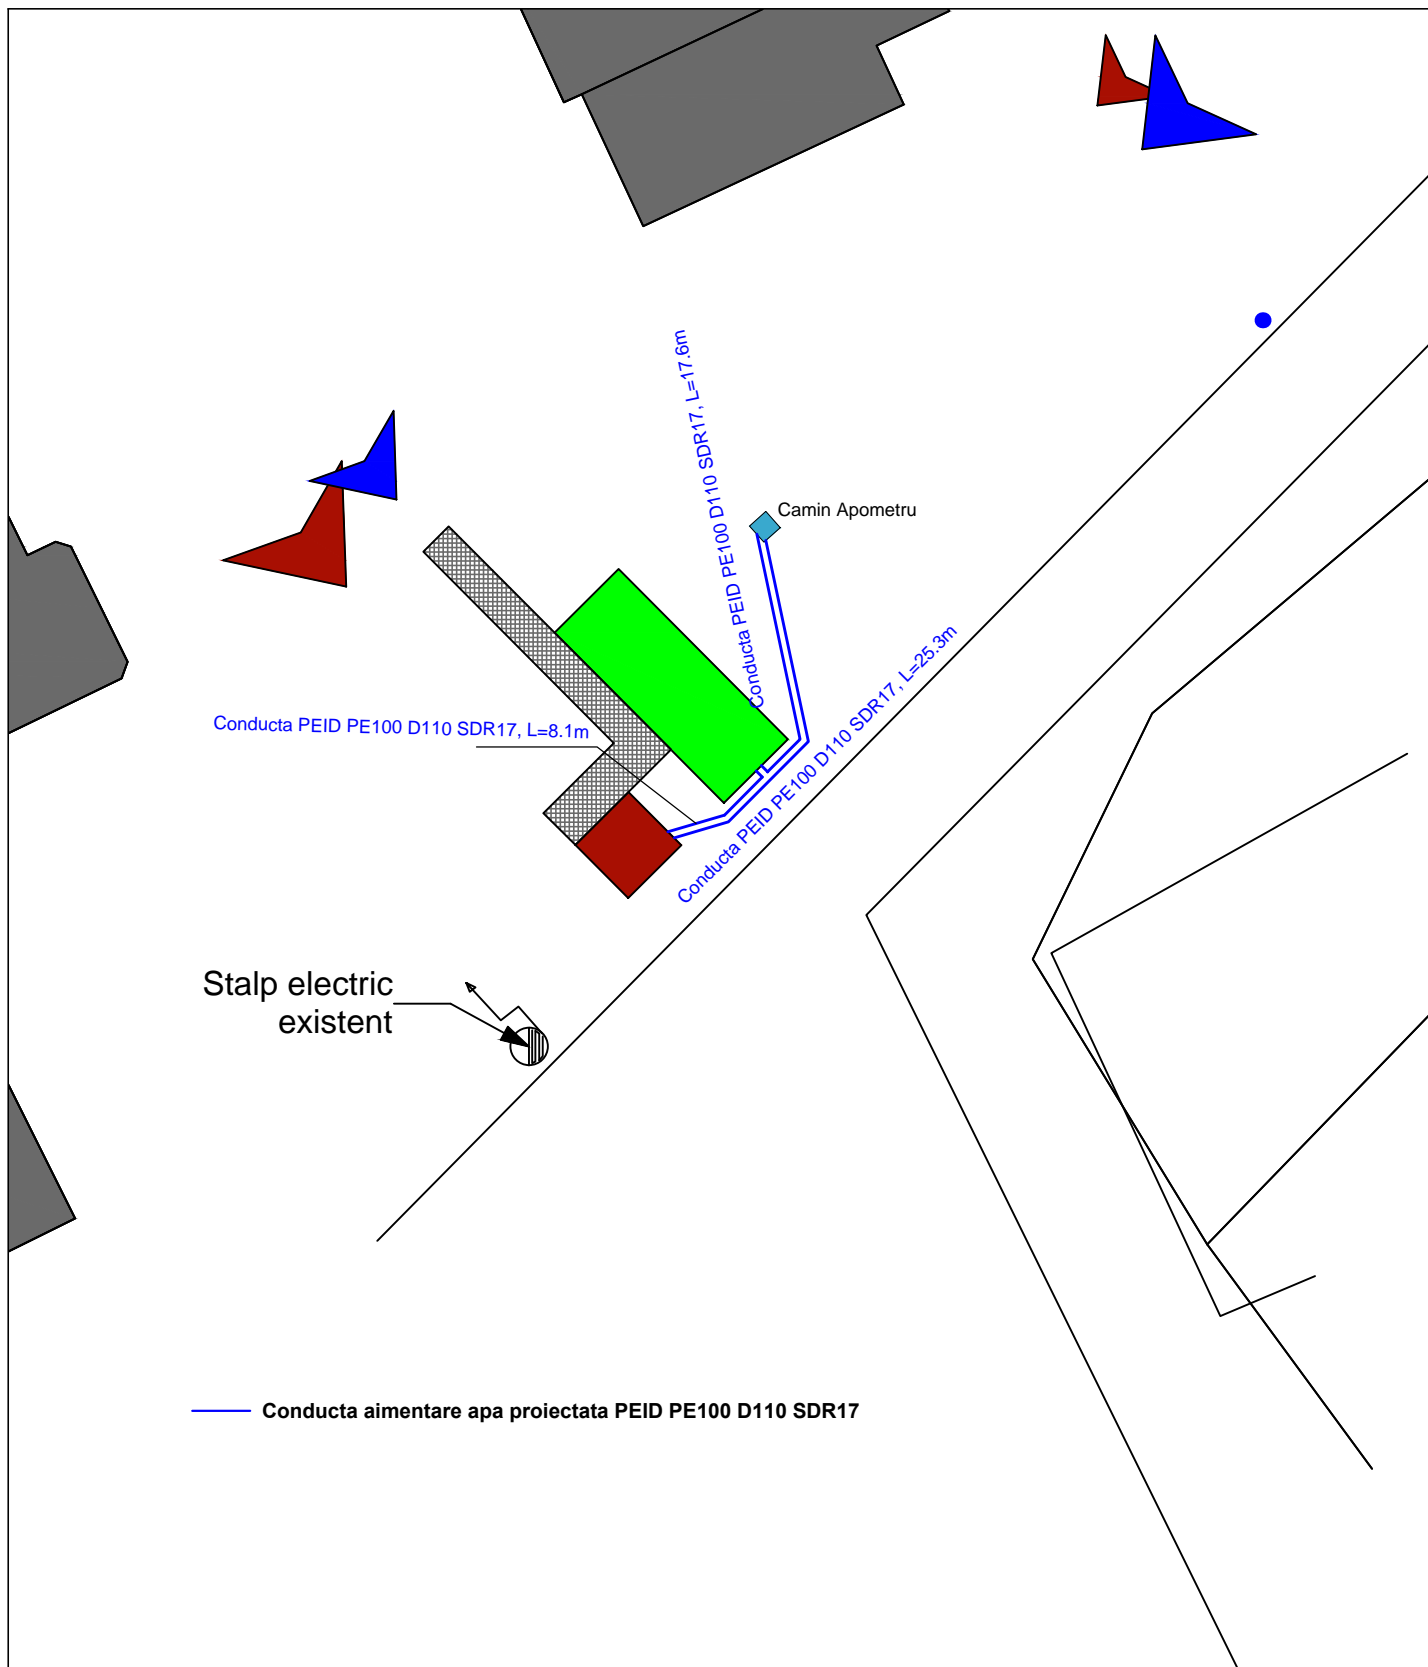 Conducta PEID PE100 D110 SDR17, L=17.6m
Camin Apometru
Conducta PEID PE100 D110 SDR17, L=25.3m
Conducta PEID PE100 D110 SDR17, L=8.1m
Stalp electric
existent
Conducta aimentare apa proiectata PEID PE100 D110 SDR17